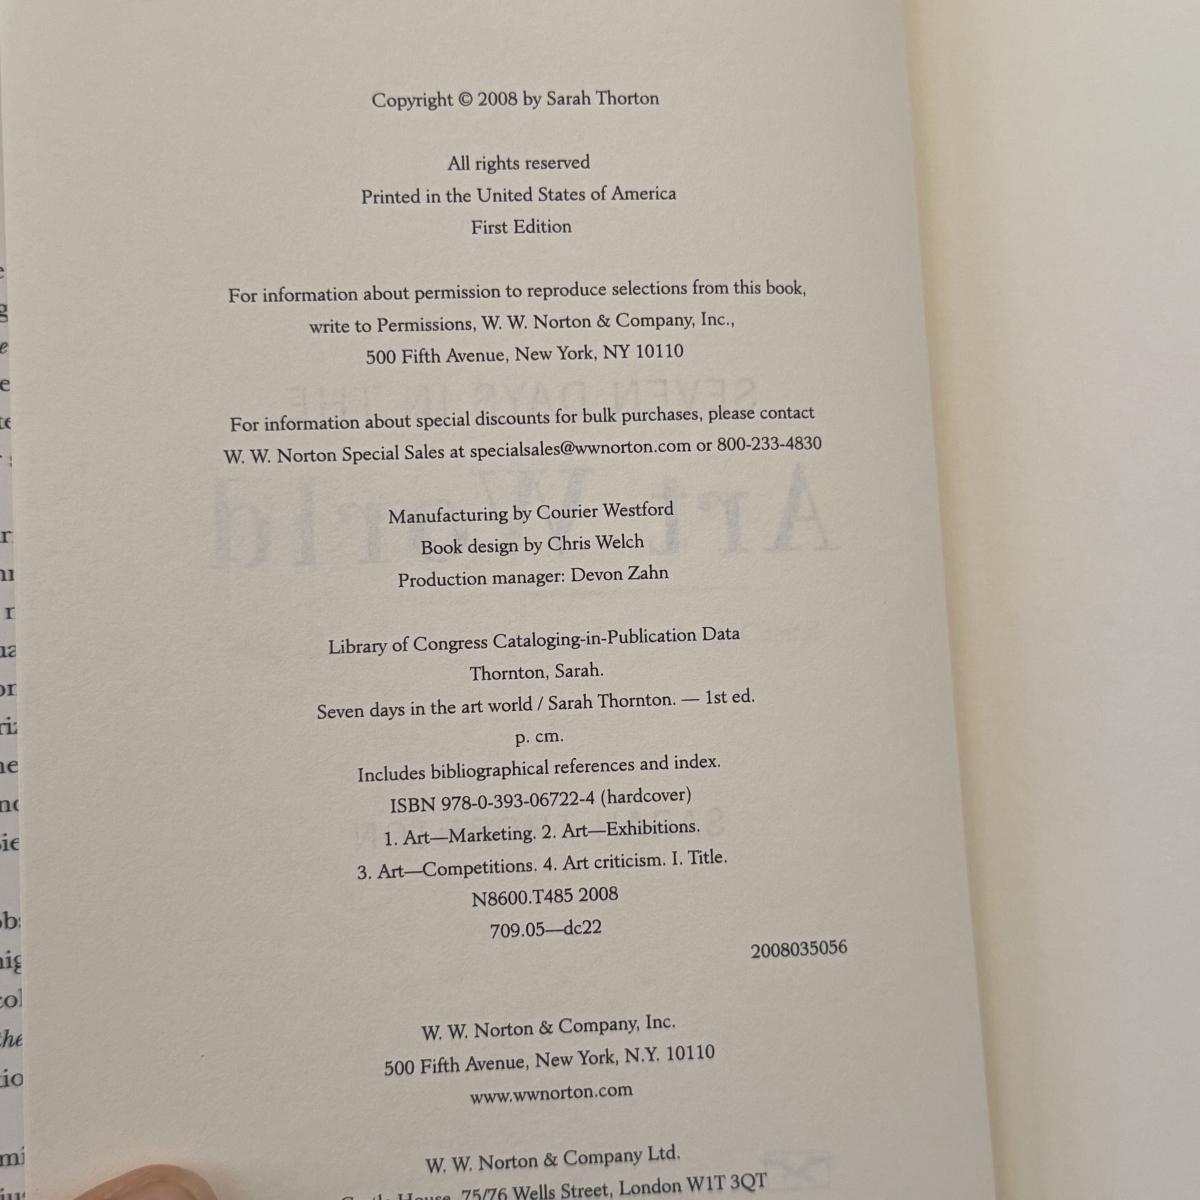 Copyright © 2008 by Sarah Thorton
All rights reserved
Printed in the United States of America
First Edition
For information about permission to reproduce selections from this book,
write to Permissions, W. W. Norton & Company, Inc.,
500 Fifth Avenue, New York, NY 10110
For information about special discounts for bulk purchases, please contact
W. W. Norton Special Sales at specialsales@wwnorton.com or 800-233-4830
Manufacturing by Courier Westford
Book design by Chris Welch
Production manager: Devon Zahn
Library of Congress Cataloging-in-Publication Data
Thornton, Sarah.
Seven days in the art world / Sarah Thornton. — 1st ed.
p. cm.
Includes bibliographical references and index.
ISBN 978-0-393-06722-4 (hardcover)
1. Art—Marketing. 2. Art—Exhibitions.
3. Art—Competitions. 4. Art criticism. I. Title.
N8600.T485 2008
709.05—dc22
2008035056
W. W. Norton & Company, Inc.
500 Fifth Avenue, New York, N.Y. 10110
www.wwnorton.com
W. W. Norton & Company Ltd.
House, 75/76 Wells Street, London W1T 3QT